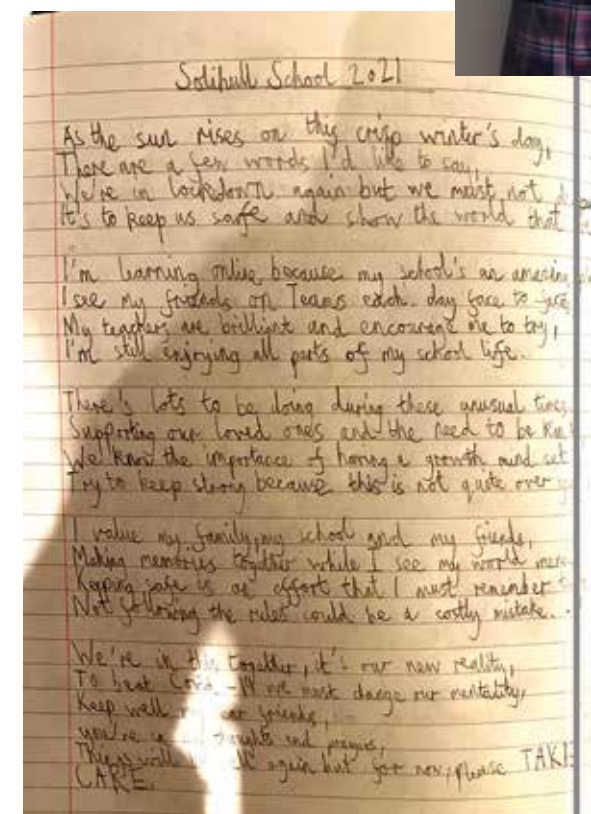 Solihull School 2021
As the sun rises on this crisp winter's day,
There are a few words I'd like to say,
We're in lockdown again but we must not
It's to keep us safe and show the world that
I'm learning online because my school's an amazing
I see my friends on Teams each day face to face
My teachers are brilliant and encourage me to try,
I'm still enjoying all parts of my school life.
There's lots to be doing during these unusual times
Supporting our loved ones and the need to be
We know the importance of having a growth mind set
Try to keep strong because this is not quite over
I value my family, my school and my friends,
Making memories together while I see my world
Keeping safe is an effort that I must remember
Not following the rules could be a costly mistake.
We're in this together, it's our new reality,
To beat Covid-19 we must change our mentality,
Keep well my dear friends,
you're in thoughts and prayers,
Things will be well again but for now, please TAKE
CARE.